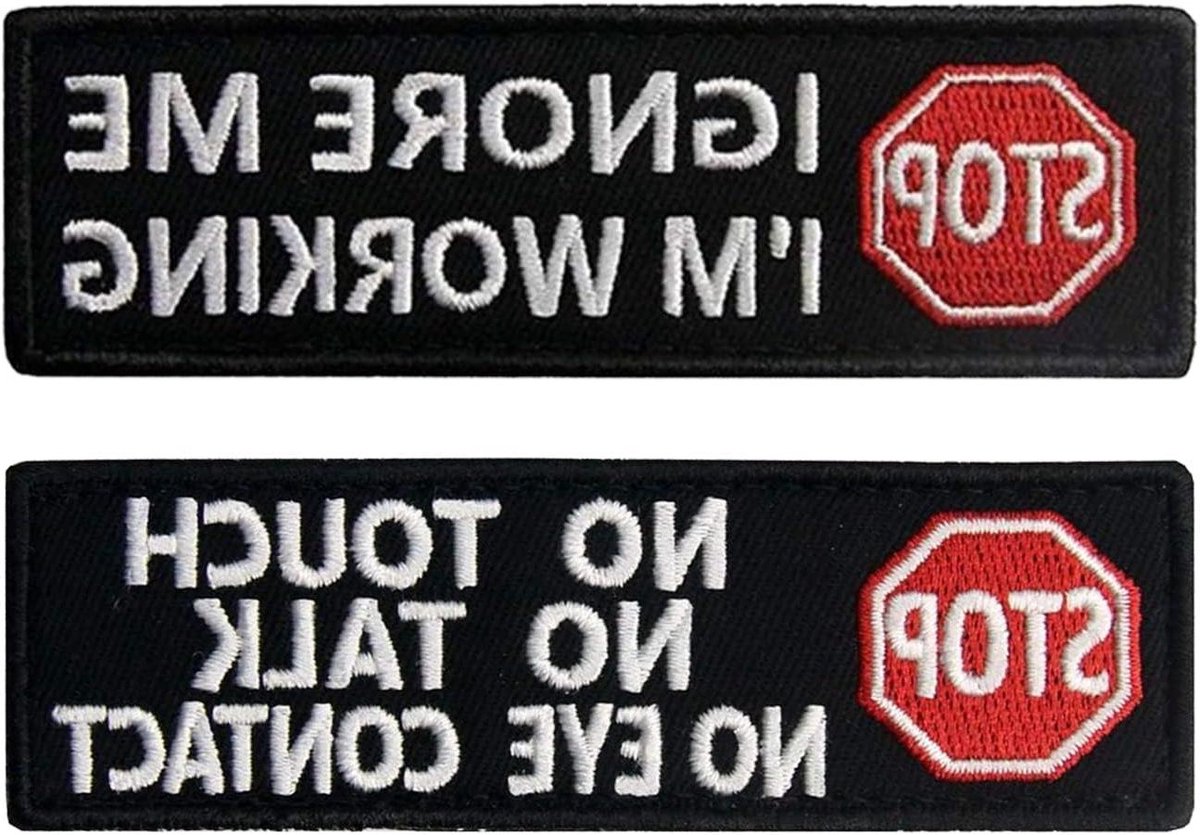 STOP
IGNORE ME
I'M WORKING
STOP
NO TOUCH
NO TALK
NO EYE CONTACT